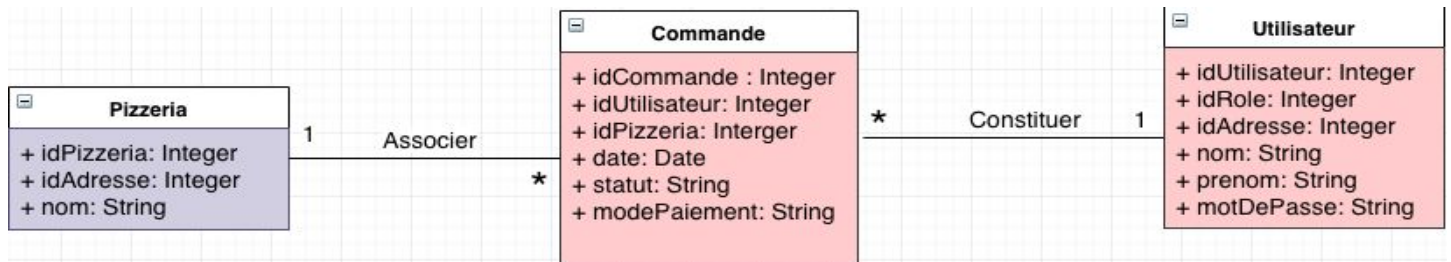 Pizzeria
+ idPizzeria: Integer
+ idAdresse: Integer
+ nom: String
1
Associer
*
Commande
+ idCommande : Integer
+ idUtilisateur: Integer
+ idPizzeria: Interger
+ date: Date
+ statut: String
+ modePaiement: String
*
Constituer
1
Utilisateur
+ idUtilisateur: Integer
+ idRole: Integer
+ idAdresse: Integer
+ nom: String
+ prenom: String
+ motDePasse: String